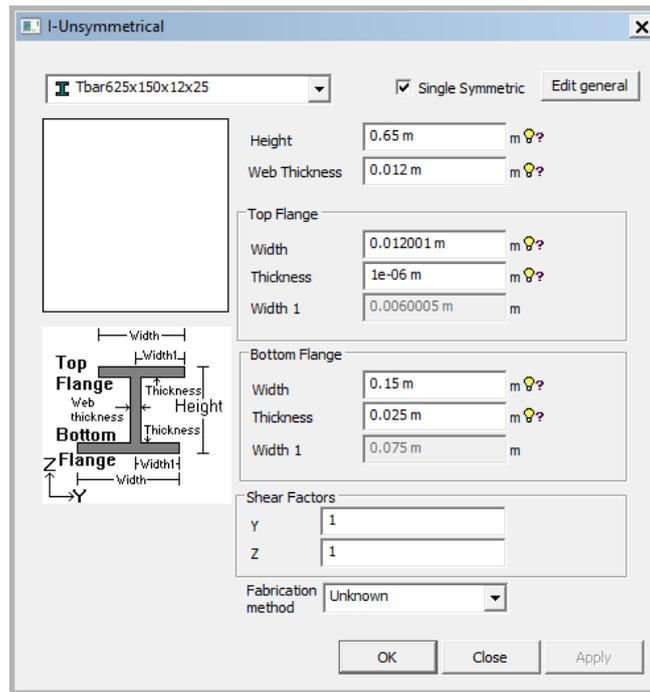 I-Unsymmetrical
Tbar625x150x12x25
Single Symmetric
Edit general
Height 0.65 m m ?
Web Thickness 0.012 m m ?
Top Flange
Width 0.012001 m m ?
Thickness 1e-06 m m ?
Width 1 0.0060005 m m
Width
Top Width1
Flange Thickness
Web thickness Height
Bottom Thickness
Flange Width1
Width
Z
Y
Bottom Flange
Width 0.15 m m ?
Thickness 0.025 m m ?
Width 1 0.075 m m
Shear Factors
Y 1
Z 1
Fabrication method Unknown
OK Close Apply